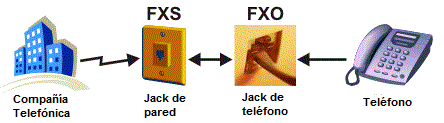 FXS
FXO
Compañía
Telefónica
Jack de
pared
Jack de
teléfono
Teléfono